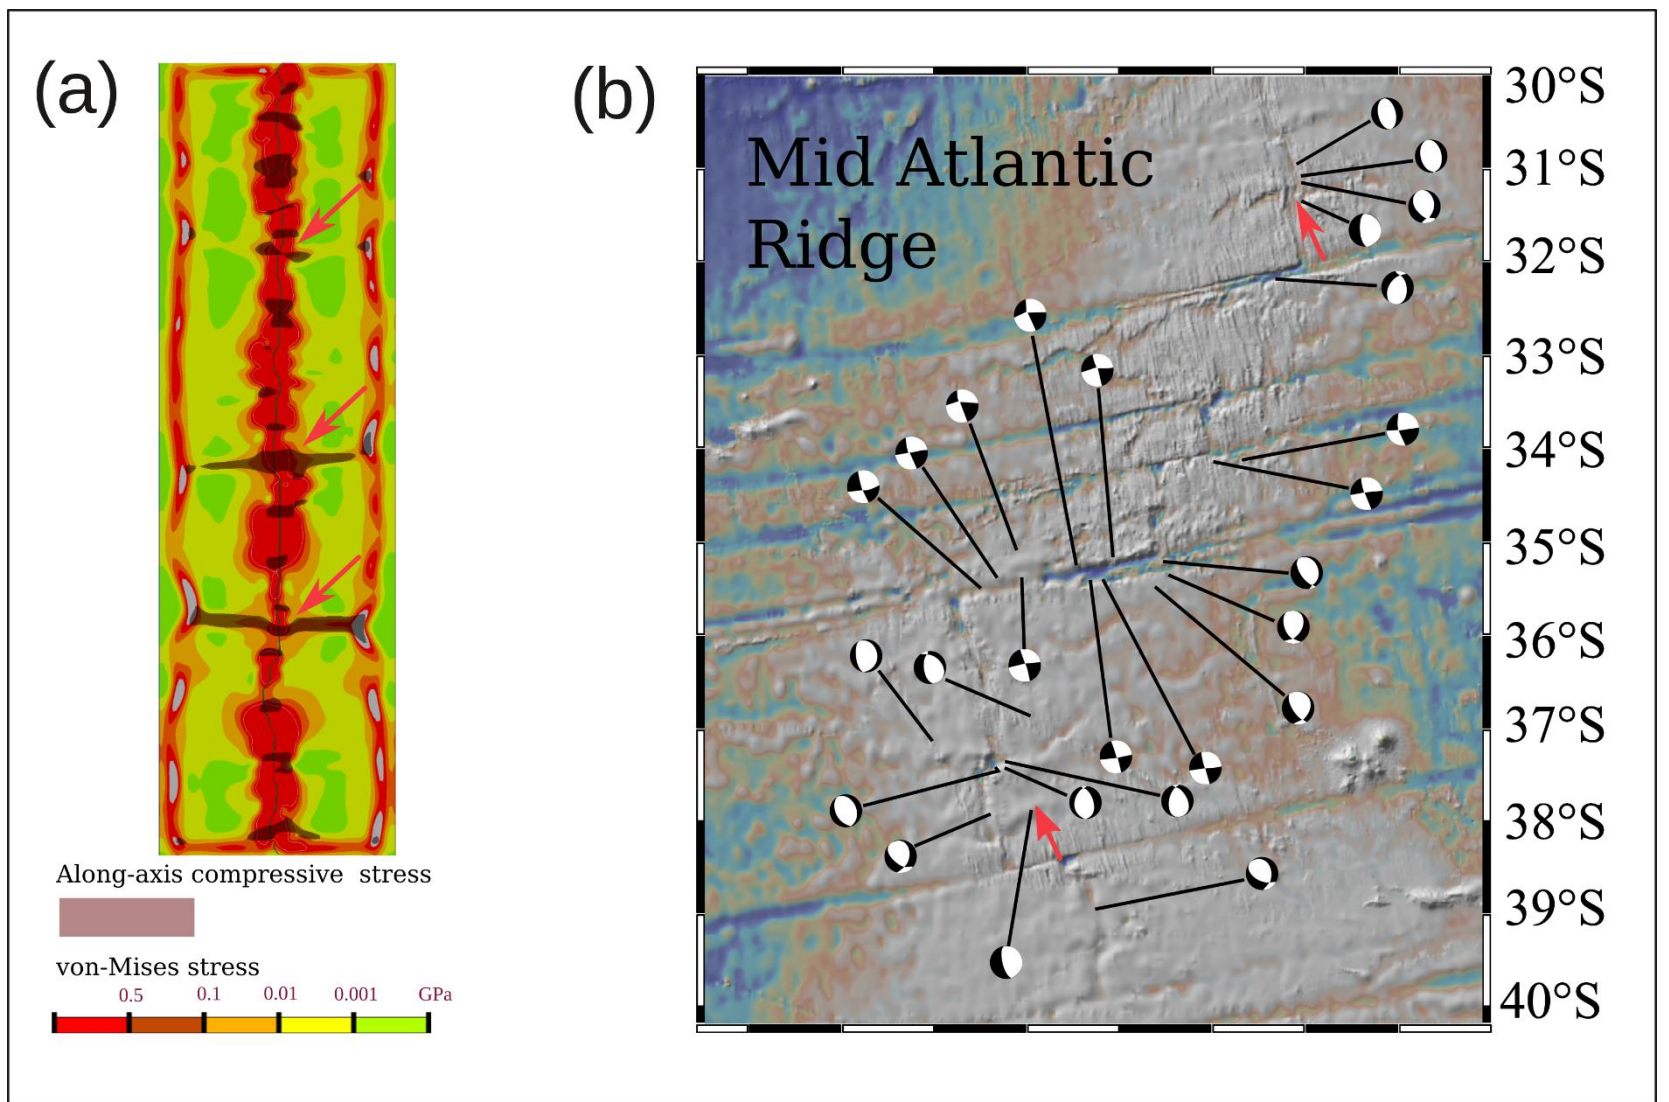 (a)
(b)
Mid Atlantic
Ridge
30°S
31°S
32°S
33°S
34°S
35°S
36°S
37°S
38°S
39°S
40°S
Along-axis compressive stress
von-Mises stress
0.5 0.1 0.01 0.001 GPa